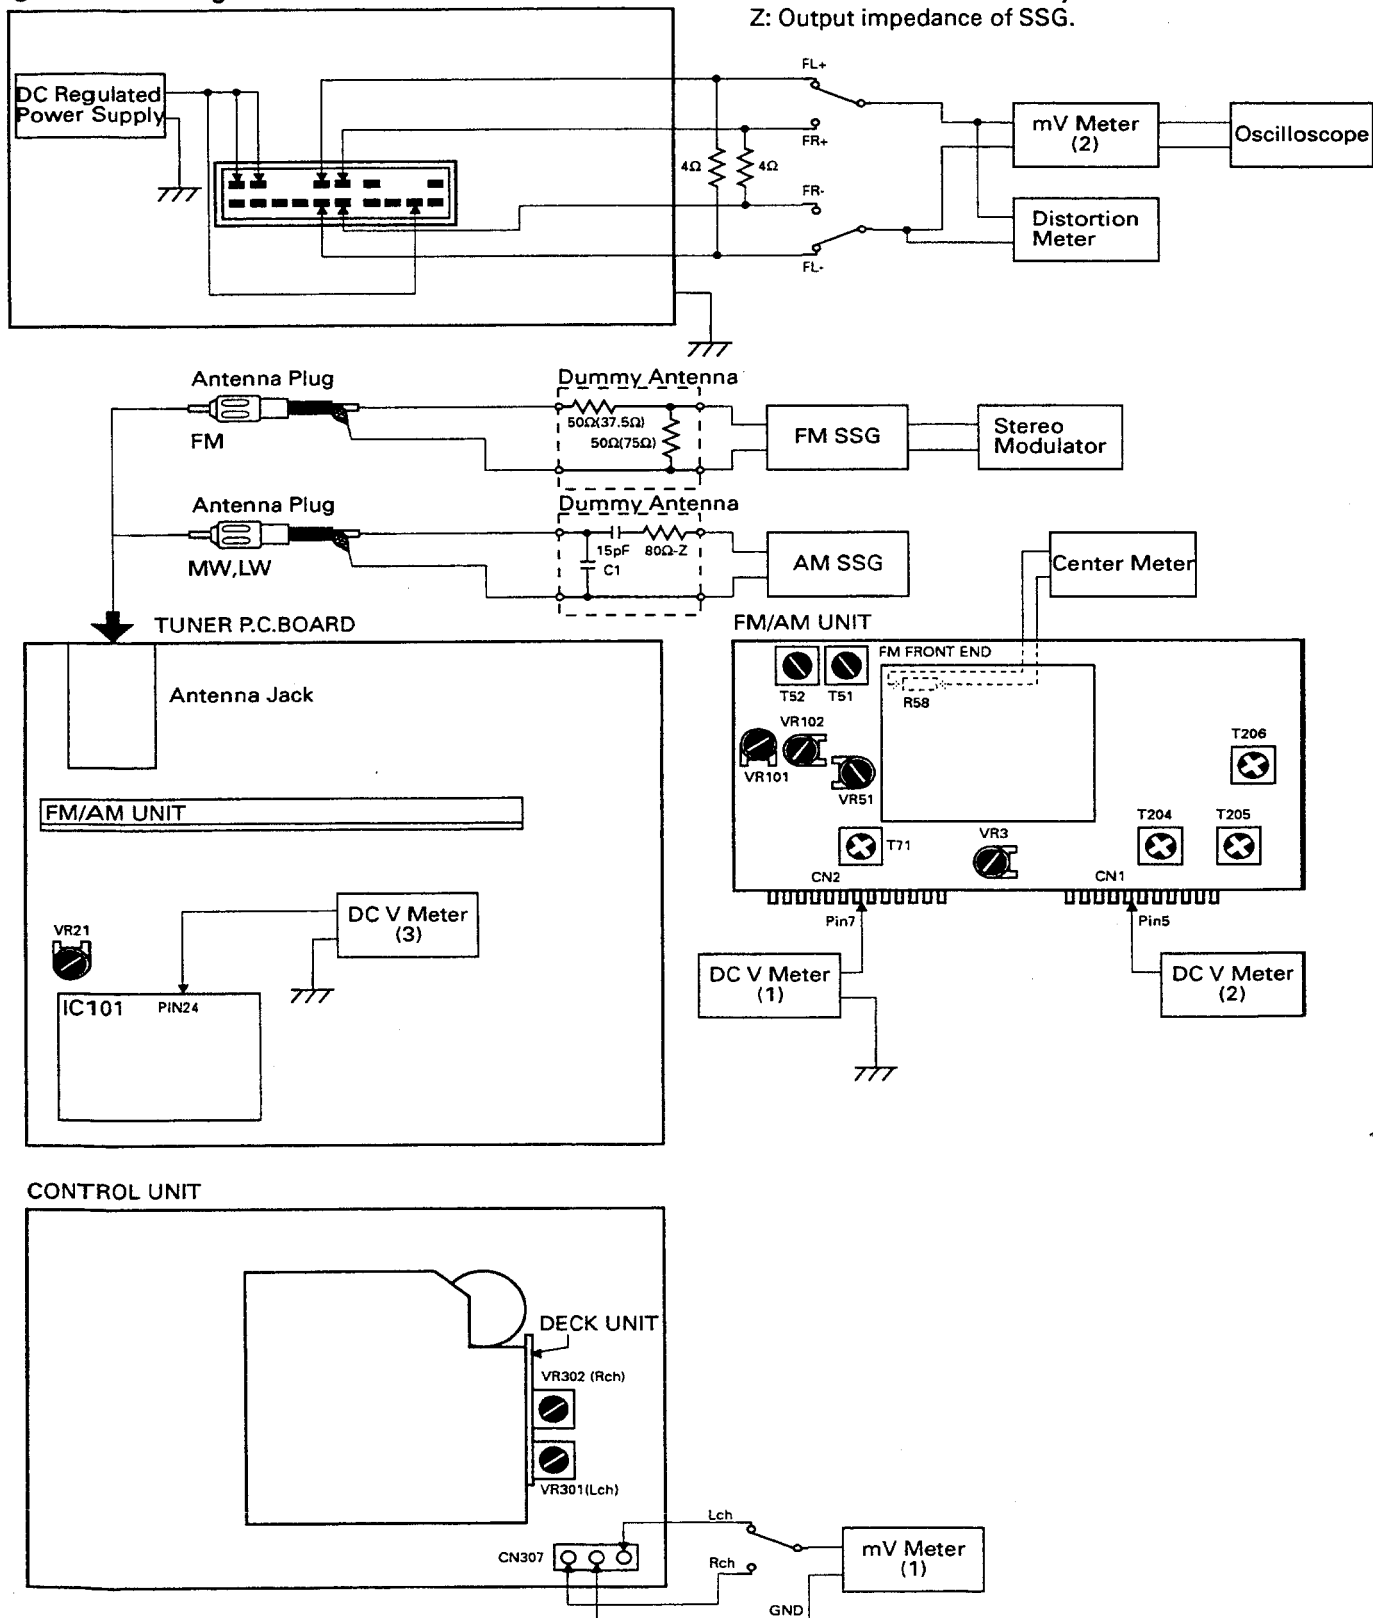 Z: Output impedance of SSG.
DC Regulated
Power Supply
FL+
FR+
4Ω
4Ω
FR-
FL-
mV Meter
(2)
Oscilloscope
Distortion
Meter
Antenna Plug
FM
Dummy Antenna
50Ω(37.5Ω)
50Ω(75Ω)
FM SSG
Stereo
Modulator
Antenna Plug
MW,LW
Dummy Antenna
15pF
80Ω-Z
C1
AM SSG
Center Meter
TUNER P.C.BOARD
Antenna Jack
FM/AM UNIT
VR21
DC V Meter
(3)
IC101
PIN24
FM/AM UNIT
FM FRONT END
T52
T51
R58
VR102
VR101
VR51
T206
T71
VR3
T204
T205
CN2
CN1
Pin7
Pin5
DC V Meter
(1)
DC V Meter
(2)
CONTROL UNIT
DECK UNIT
VR302 (Rch)
VR301(Lch)
CN307
Lch
Rch
mV Meter
(1)
GND